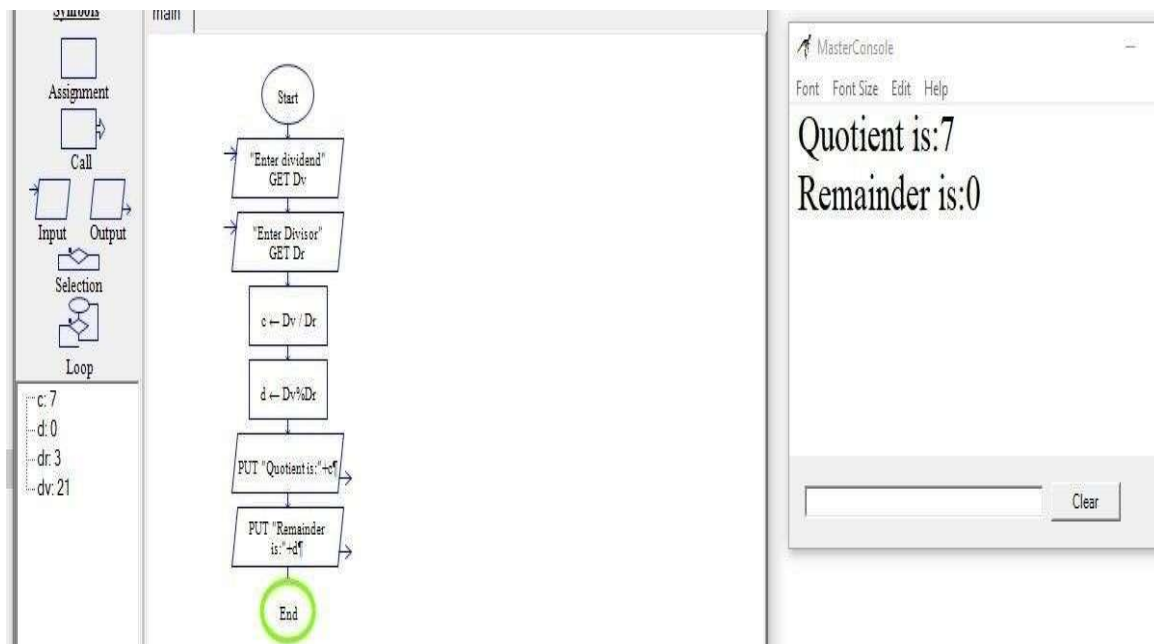 Symbols
Assignment
Call
Input Output
Selection
Loop
c: 7
d: 0
dr: 3
dv: 21
main
Start
"Enter dividend"
GET Dv
"Enter Divisor"
GET Dr
c ← Dv / Dr
d ← Dv%Dr
PUT "Quotient is:"+c¶
PUT "Remainder
is:"+d¶
End
MasterConsole
Font Font Size Edit Help
Quotient is:7
Remainder is:0
Clear